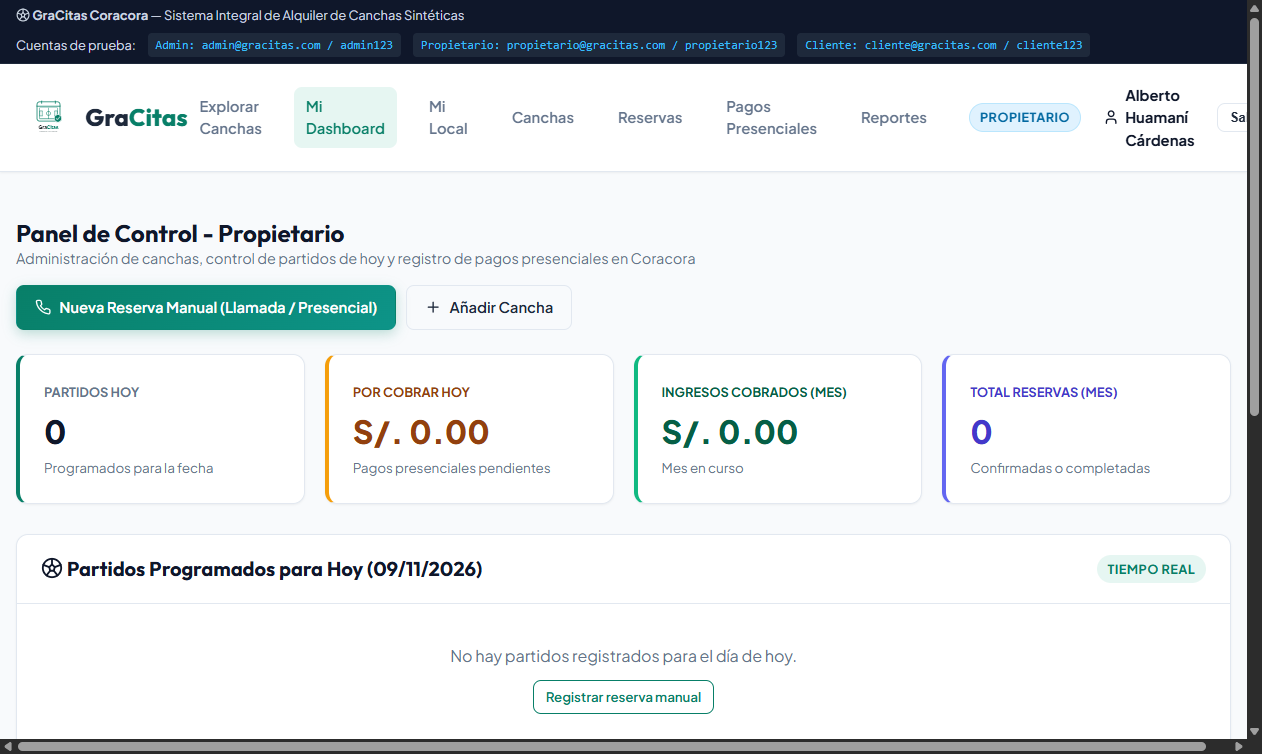 GraCitas Coracora — Sistema Integral de Alquiler de Canchas Sintéticas
Cuentas de prueba: Admin: admin@gracitas.com / admin123 Propietario: propietario@gracitas.com / propietario123 Cliente: cliente@gracitas.com / cliente123
GraCitas
GraCitas
Explorar
Canchas
Mi
Dashboard
Mi
Local
Canchas
Reservas
Pagos
Presenciales
Reportes
PROPIETARIO
Alberto
Huamaní
Cárdenas
Sa
Panel de Control - Propietario
Administración de canchas, control de partidos de hoy y registro de pagos presenciales en Coracora
Nueva Reserva Manual (Llamada / Presencial)
+ Añadir Cancha
PARTIDOS HOY
0
Programados para la fecha
POR COBRAR HOY
S/. 0.00
Pagos presenciales pendientes
INGRESOS COBRADOS (MES)
S/. 0.00
Mes en curso
TOTAL RESERVAS (MES)
0
Confirmadas o completadas
Partidos Programados para Hoy (09/11/2026)
TIEMPO REAL
No hay partidos registrados para el día de hoy.
Registrar reserva manual